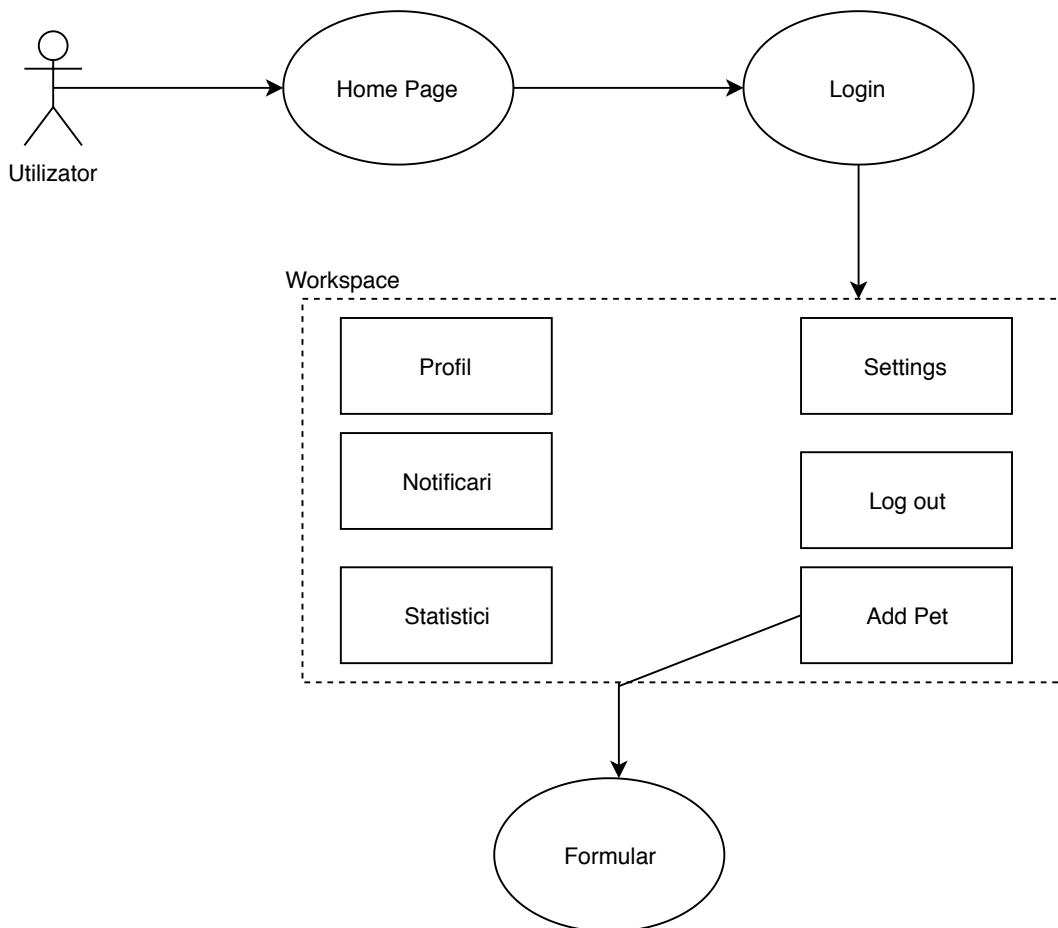 Home Page
Login
Utilizator
Workspace
Profil
Settings
Notificari
Log out
Statistici
Add Pet
Formular